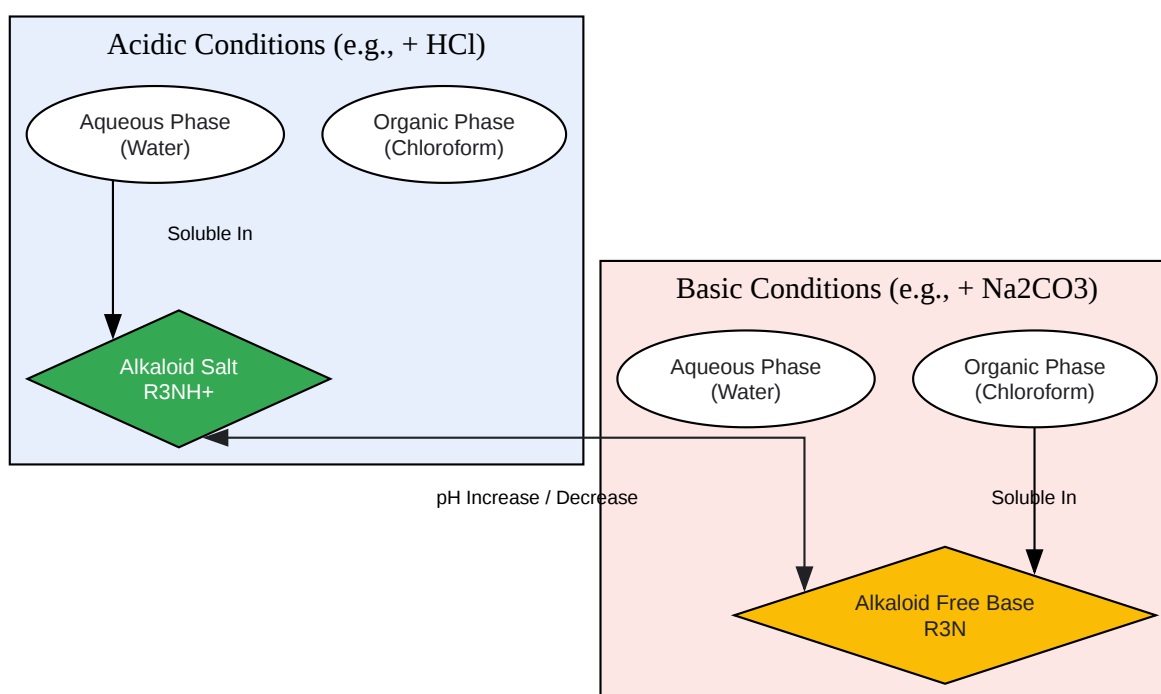 Acidic Conditions (e.g., + HCl)
Aqueous Phase
(Water)
Organic Phase
(Chloroform)
Soluble In
Alkaloid Salt
R3NH+
Basic Conditions (e.g., + Na2CO3)
Aqueous Phase
(Water)
Organic Phase
(Chloroform)
pH Increase / Decrease
Soluble In
Alkaloid Free Base
R3N